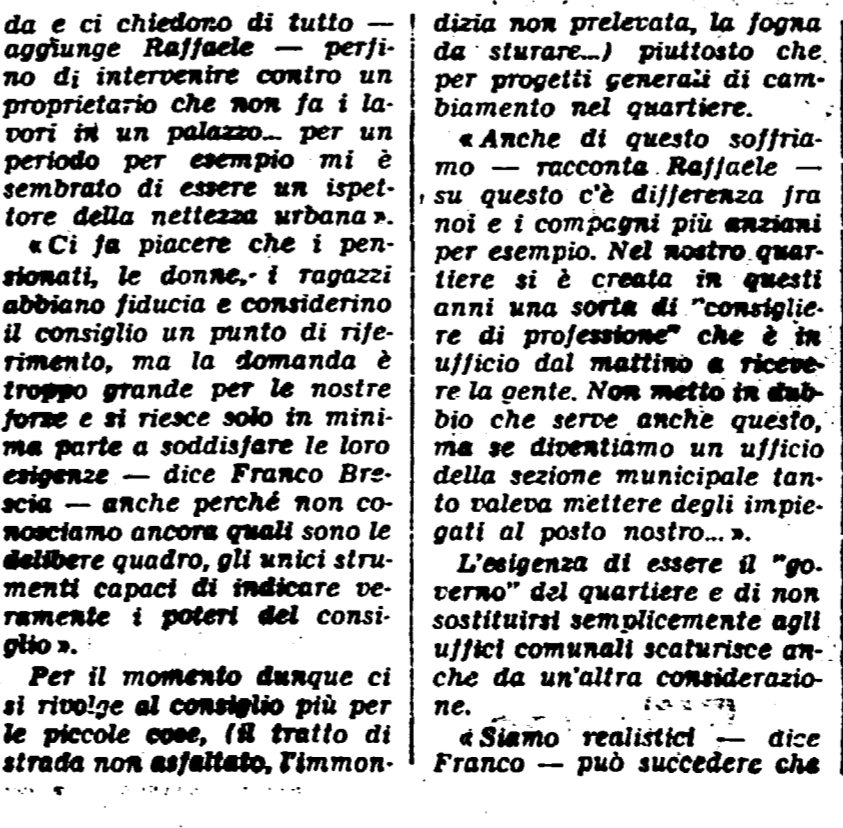 da e ci chiedono di tutto —
aggiunge Raffaele — perfi-
no di intervenire contro un
proprietario che non fa i la-
vori in un palazzo... per un
periodo per esempio mi è
sembrato di essere un ispet-
tore della nettezza urbana».
«Ci fa piacere che i pen-
sionati, le donne, i ragazzi
abbiano fiducia e considerino
il consiglio un punto di rife-
rimento, ma la domanda è
troppo grande per le nostre
forze e si riesce solo in mini-
ma parte a soddisfare le loro
esigenze — dice Franco Bre-
scia — anche perché non co-
nosciamo ancora quali sono le
delibere quadro, gli unici stru-
menti capaci di indicare ve-
ramente i poteri del consi-
glio».
Per il momento dunque ci
si rivolge al consiglio più per
le piccole cose, (il tratto di
strada non asfaltato, l'immon-
dizia non prelevata, la fogna
da sturare...) piuttosto che
per progetti generali di cam-
biamento nel quartiere.
«Anche di questo soffria-
mo — racconta Raffaele —
su questo c'è differenza fra
noi e i compagni più anziani
per esempio. Nel nostro quar-
tiere si è creata in questi
anni una sorta di "consiglie-
re di professione" che è in
ufficio dal mattino a riceve-
re la gente. Non metto in dub-
bio che serve anche questo,
ma se diventiamo un ufficio
della sezione municipale tan-
to valeva mettere degli impie-
gati al posto nostro...».
L'esigenza di essere il "go-
verno" del quartiere e di non
sostituirsi semplicemente agli
uffici comunali scaturisce an-
che da un'altra considerazio-
ne.
«Siamo realistici — dice
Franco — può succedere che